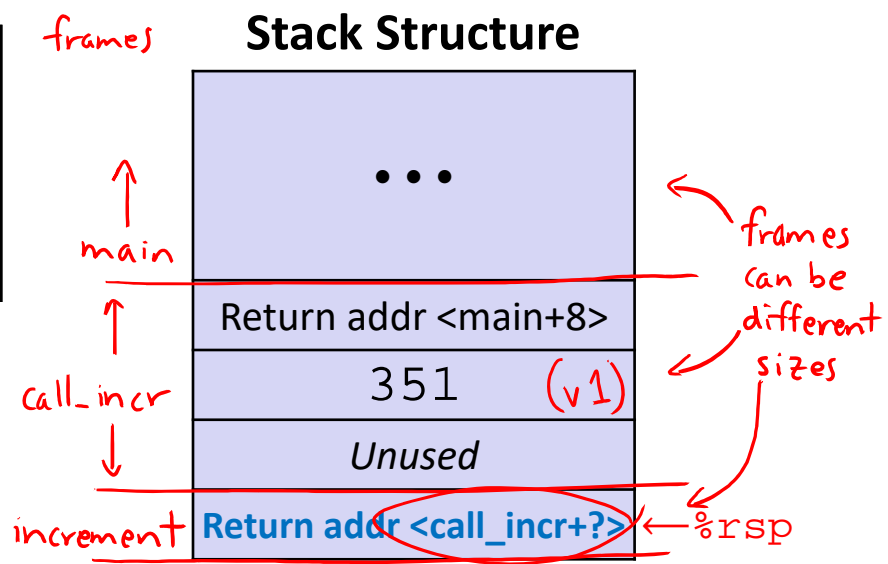 frames
Stack Structure
• • •
main
frames
can be
different
sizes
Return addr <main+8>
351 (v1)
call_incr
Unused
increment
Return addr <call_incr+?>
←%rsp